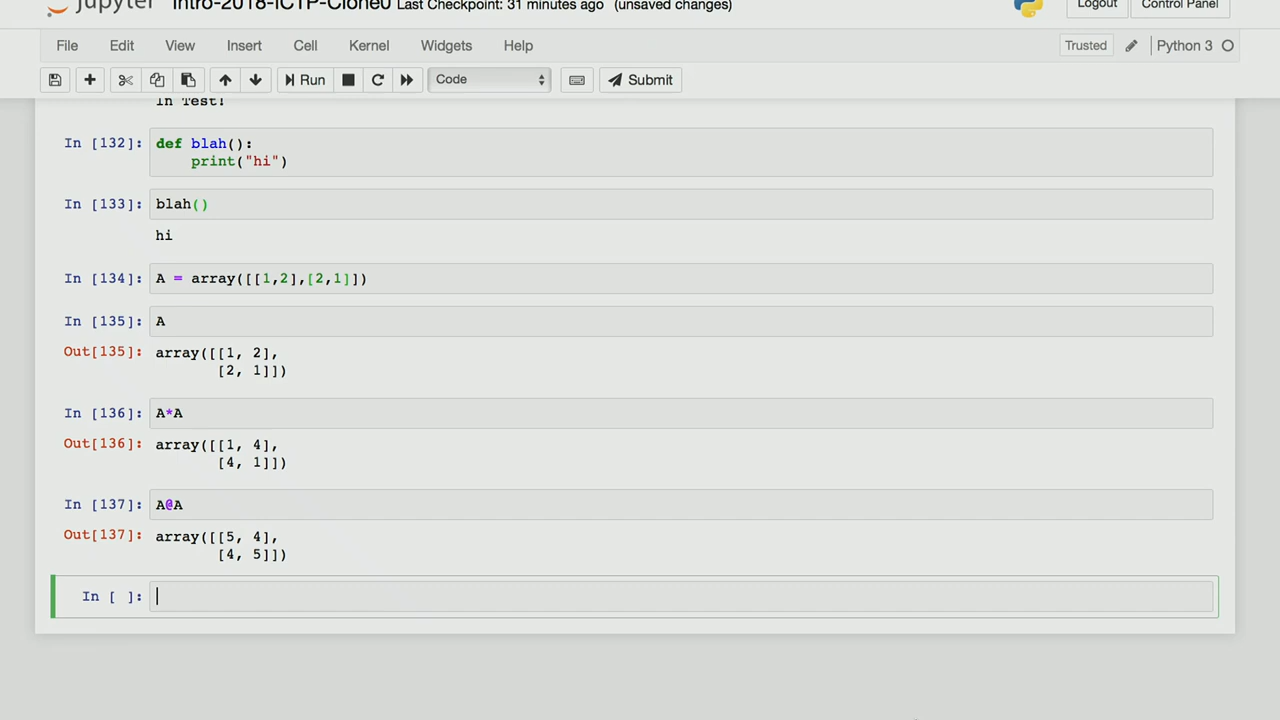 jupyter Intro-2018-ICTP-Clone0 Last Checkpoint: 31 minutes ago (unsaved changes) Logout Control Panel
File Edit View Insert Cell Kernel Widgets Help Trusted Python 3
Run Code Submit
In Test!
In [132]: def blah():
print("hi")
In [133]: blah()
hi
In [134]: A = array([[1,2],[2,1]])
In [135]: A
Out[135]: array([[1, 2],
[2, 1]])
In [136]: A*A
Out[136]: array([[1, 4],
[4, 1]])
In [137]: A@A
Out[137]: array([[5, 4],
[4, 5]])
In [ ]: